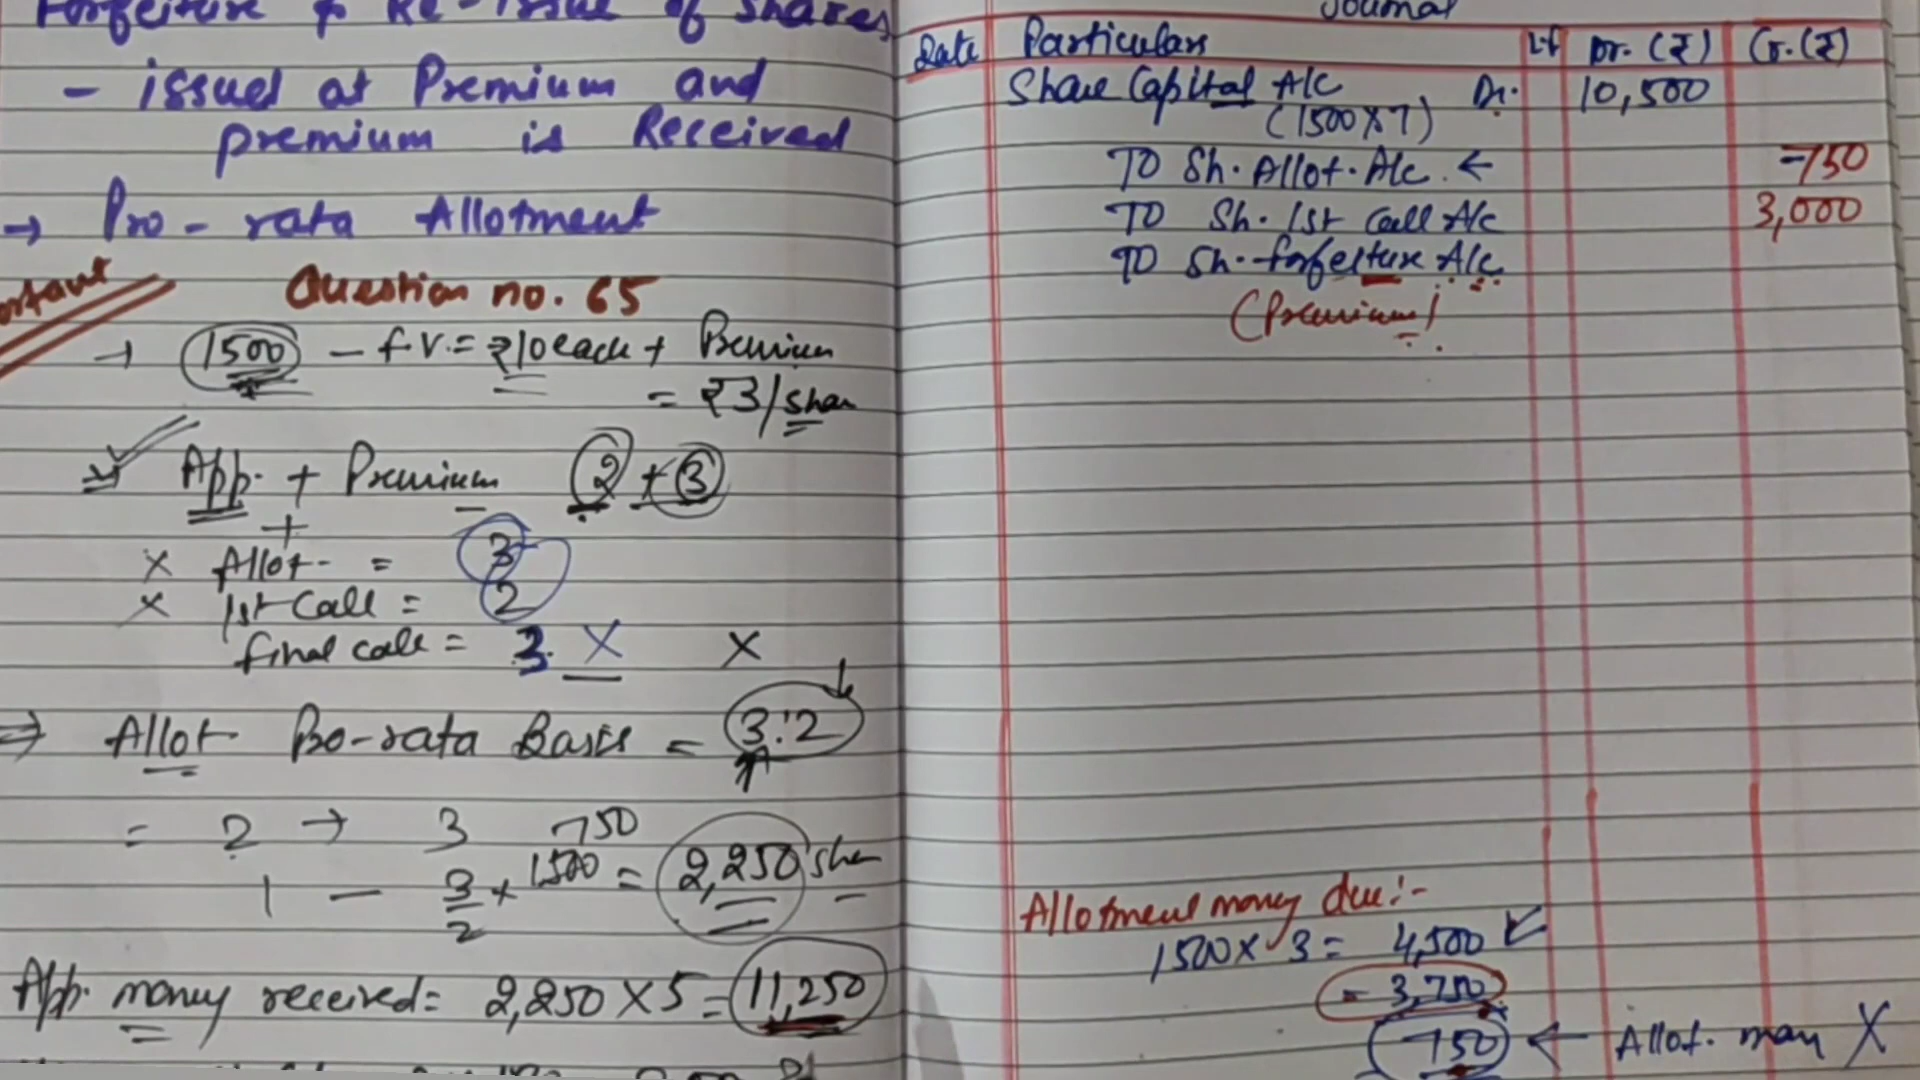 Forfeiture & Re-issue of Shares
- issued at Premium and
premium is Received
→ Pro-rata Allotment
Question no. 65
→ 1500 - f.V. = ₹10 each + Premium
= ₹3/Share
App. + Premium 2 + 3
+
X Allot. = 3
X 1st Call = 2
final call = 3. X X
⇒ Allot Pro-rata Basis = 3:2
= 2 → 3
750
1 - 3/2 × 1500 = 2,250 share
App. money received = 2,250 X 5 = 11,250
Journal
Date Particulars L.f Dr. (₹) Cr. (₹)
Share Capital A/c Dr. 10,500
(1500 X 7)
TO Sh. Allot. A/c. ← 750
TO Sh. 1st Call A/c 3,000
TO Sh. forfeiture A/c.
(Premium)
Allotment money due:-
1500 X 3 = 4,500
- 3,750
750 ← Allot. mon X